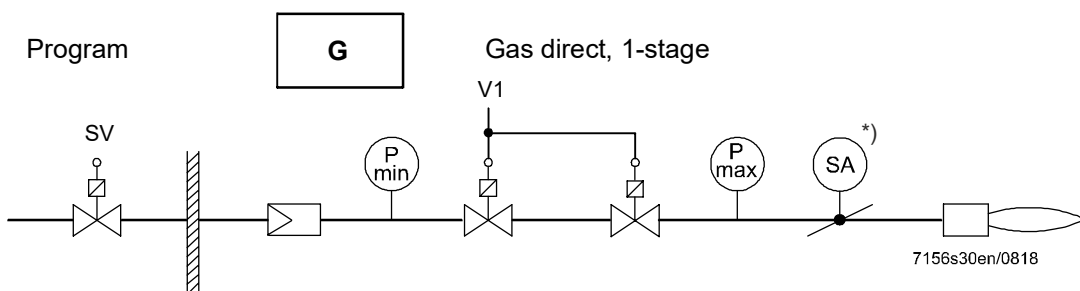 Program G Gas direct, 1-stage
V1
SV
P min
P max
SA *)
7156s30en/0818